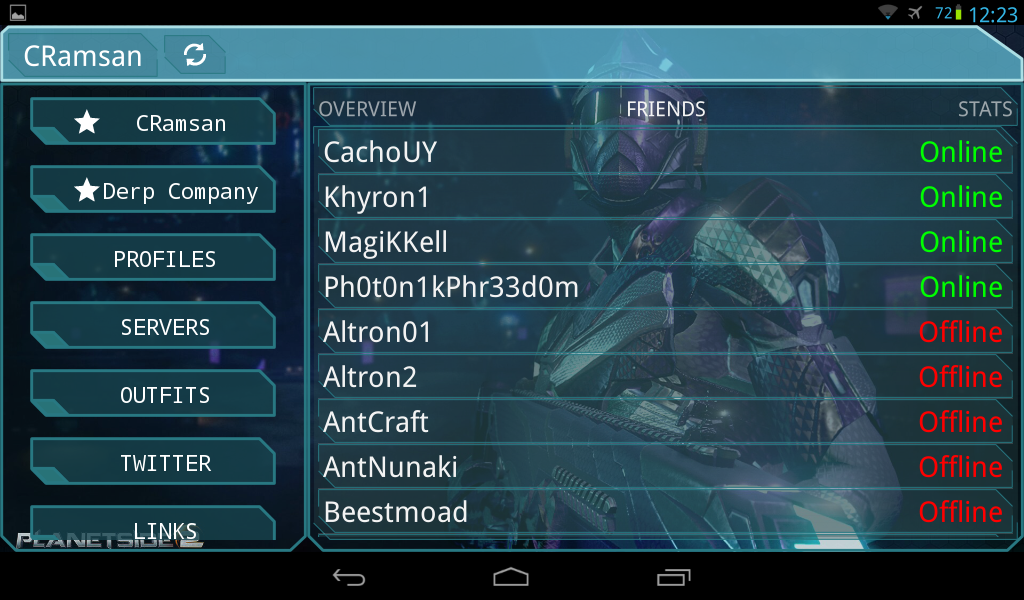 72 12:23
CRamsan
CRamsan
Derp Company
PROFILES
SERVERS
OUTFITS
TWITTER
LINKS
PLANETSIDE 2
OVERVIEW FRIENDS STATS
CachoUY Online
Khyron1 Online
MagiKKell Online
Ph0t0n1kPhr33d0m Online
Altron01 Offline
Altron2 Offline
AntCraft Offline
AntNunaki Offline
Beestmoad Offline